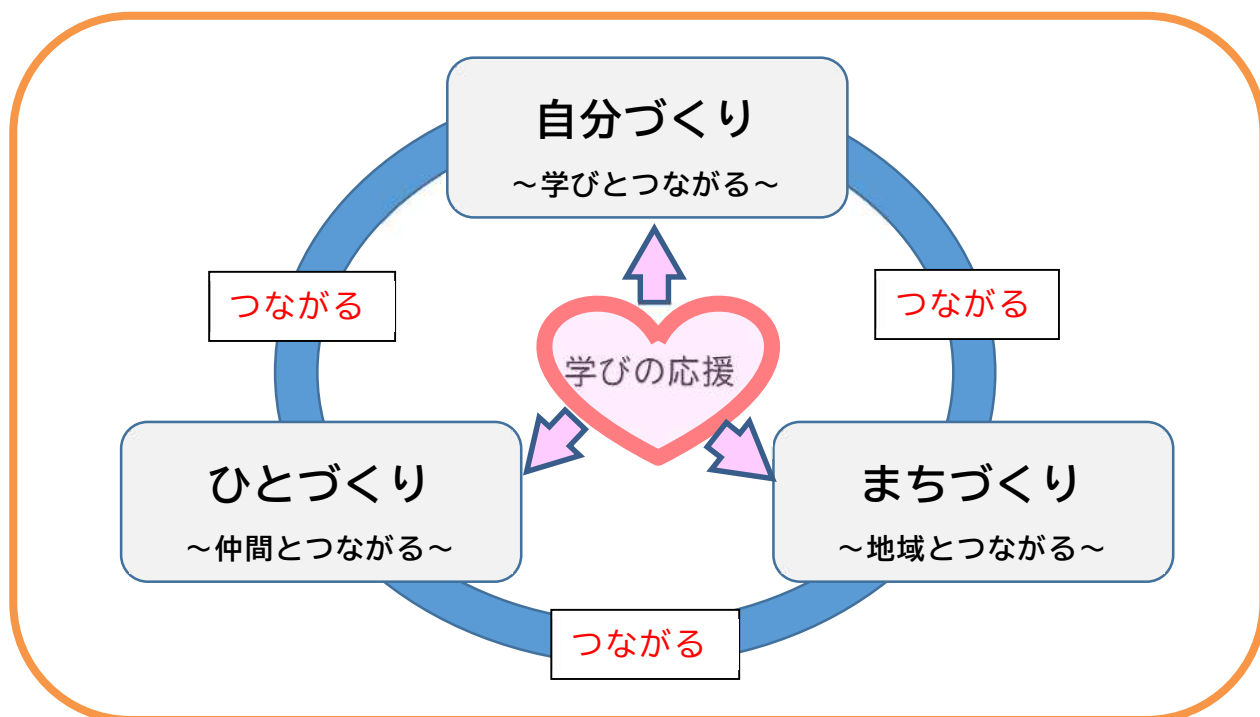 自分づくり
～学びとつながる～
つながる
つながる
学びの応援
ひとづくり
～仲間とつながる～
まちづくり
～地域とつながる～
つながる